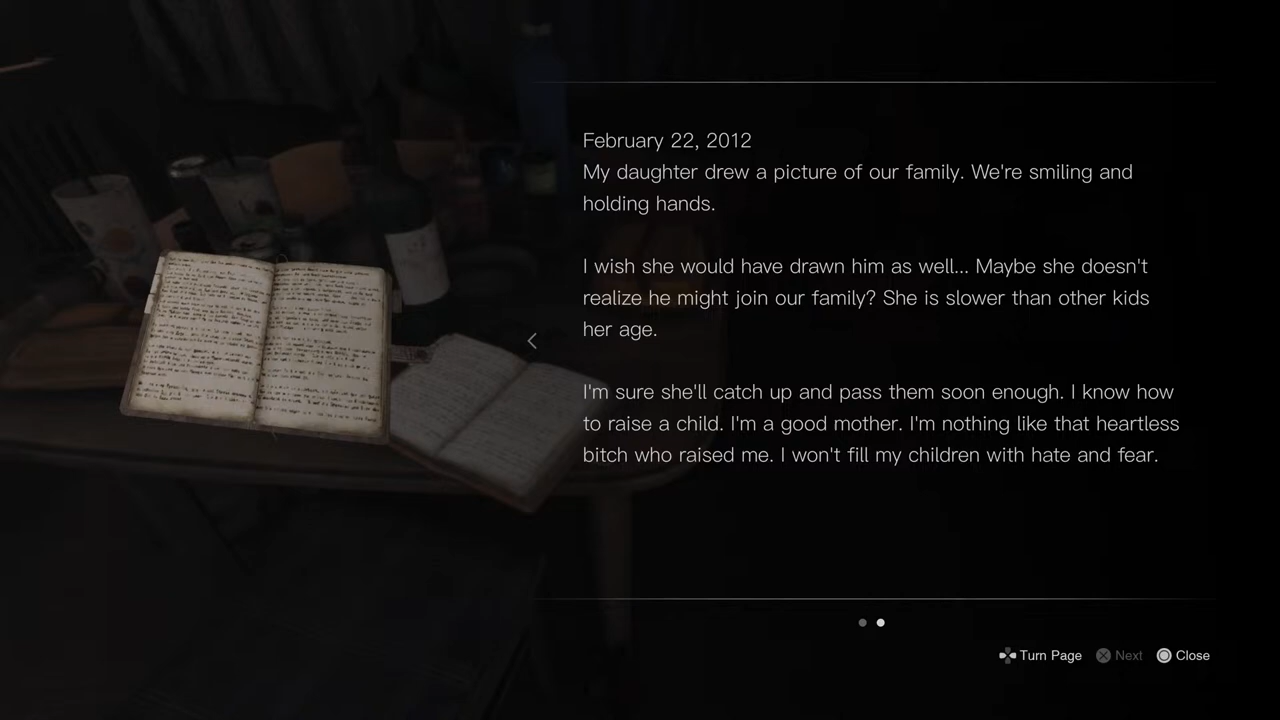 February 22, 2012
My daughter drew a picture of our family. We're smiling and
holding hands.
I wish she would have drawn him as well... Maybe she doesn't
realize he might join our family? She is slower than other kids
her age.
I'm sure she'll catch up and pass them soon enough. I know how
to raise a child. I'm a good mother. I'm nothing like that heartless
bitch who raised me. I won't fill my children with hate and fear.
Turn Page Next Close